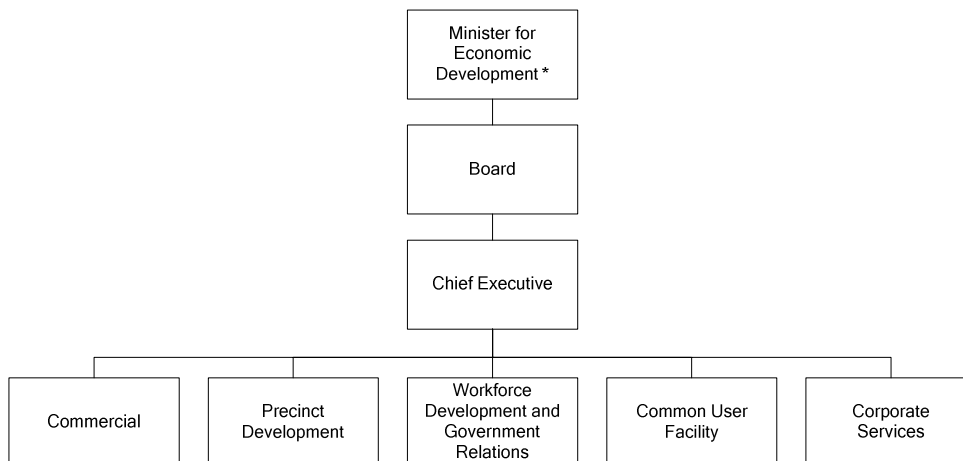 Minister for
Economic
Development *
Board
Chief Executive
Commercial
Precinct
Development
Workforce
Development and
Government
Relations
Common User
Facility
Corporate
Services